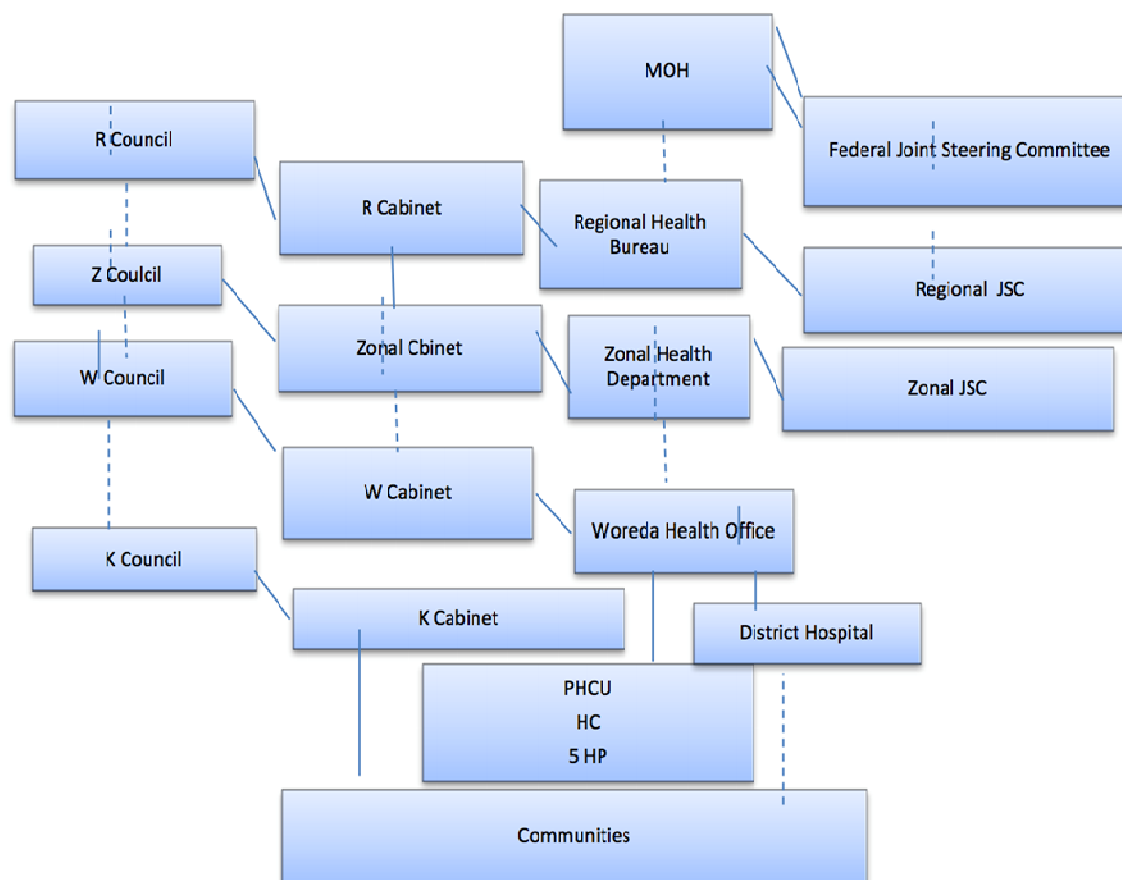 MOH
R Council
Federal Joint Steering Committee
R Cabinet
Regional Health
Bureau
Z Coulcil
Regional  JSC
Zonal Cbinet
Zonal Health
Department
W Council
Zonal JSC
W Cabinet
Woreda Health Office
K Council
K Cabinet
District Hospital
PHCU
HC
5 HP
Communities